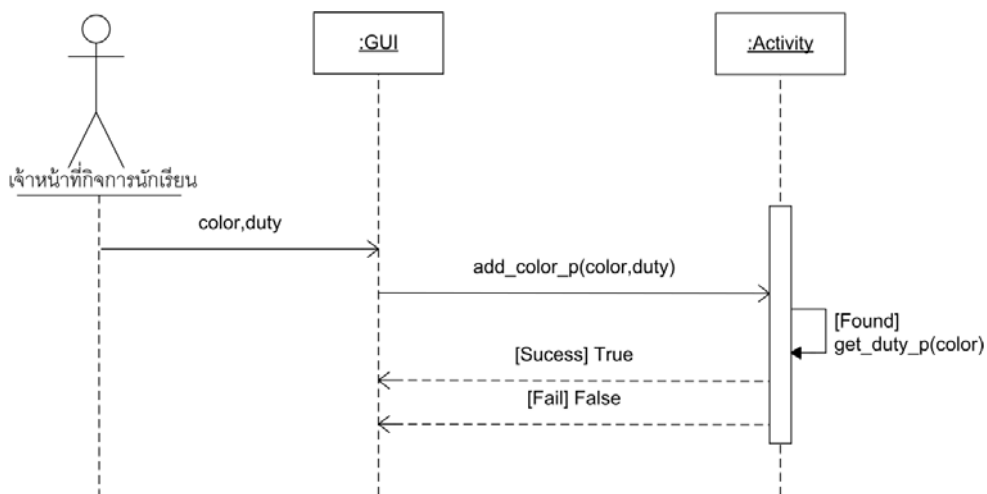 :GUI
:Activity
เจ้าหน้าที่กิจการนักเรียน
color,duty
add_color_p(color,duty)
[Found]
get_duty_p(color)
[Sucess] True
[Fail] False